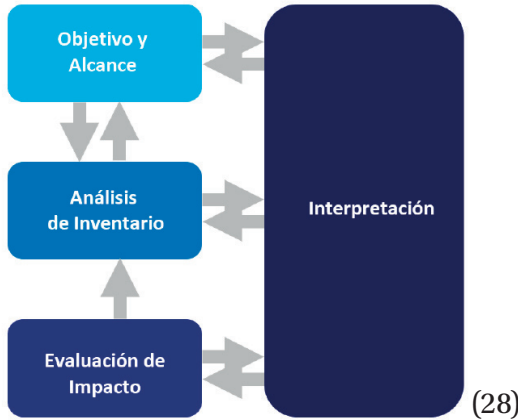 Objetivo y
Alcance
Análisis
de Inventario
Interpretación
Evaluación de
Impacto
(28)